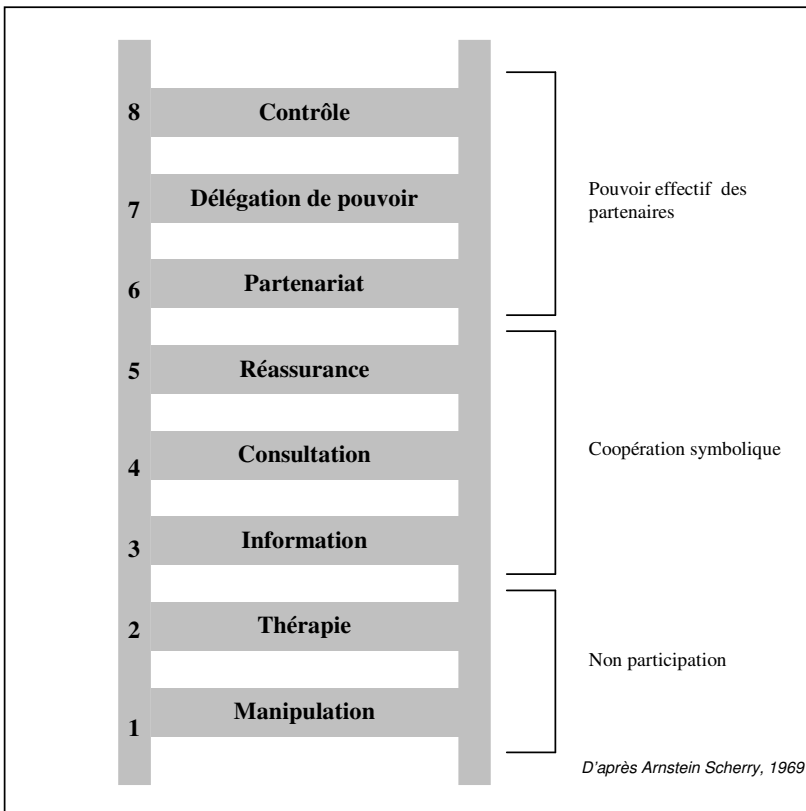 8 Contrôle
7 Délégation de pouvoir
6 Partenariat
Pouvoir effectif des
partenaires
5 Réassurance
4 Consultation
3 Information
Coopération symbolique
2 Thérapie
1 Manipulation
Non participation
D'après Arnstein Scherry, 1969